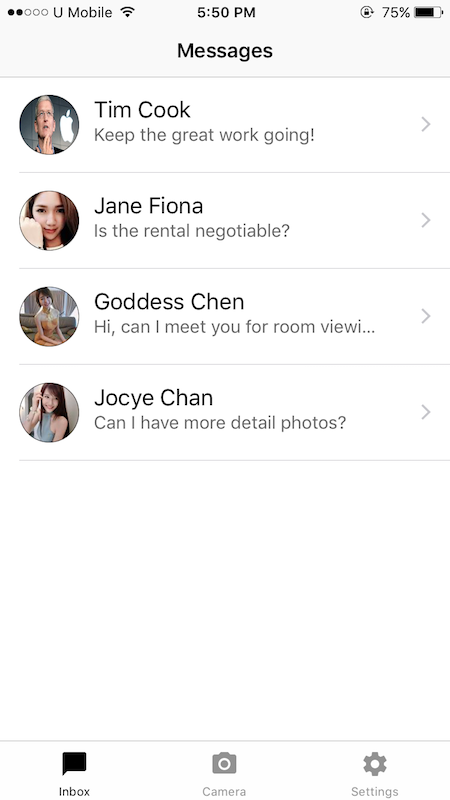 U Mobile 5:50 PM 75%
Messages
Tim Cook
Keep the great work going!
Jane Fiona
Is the rental negotiable?
Goddess Chen
Hi, can I meet you for room viewi...
Jocye Chan
Can I have more detail photos?
Inbox Camera Settings